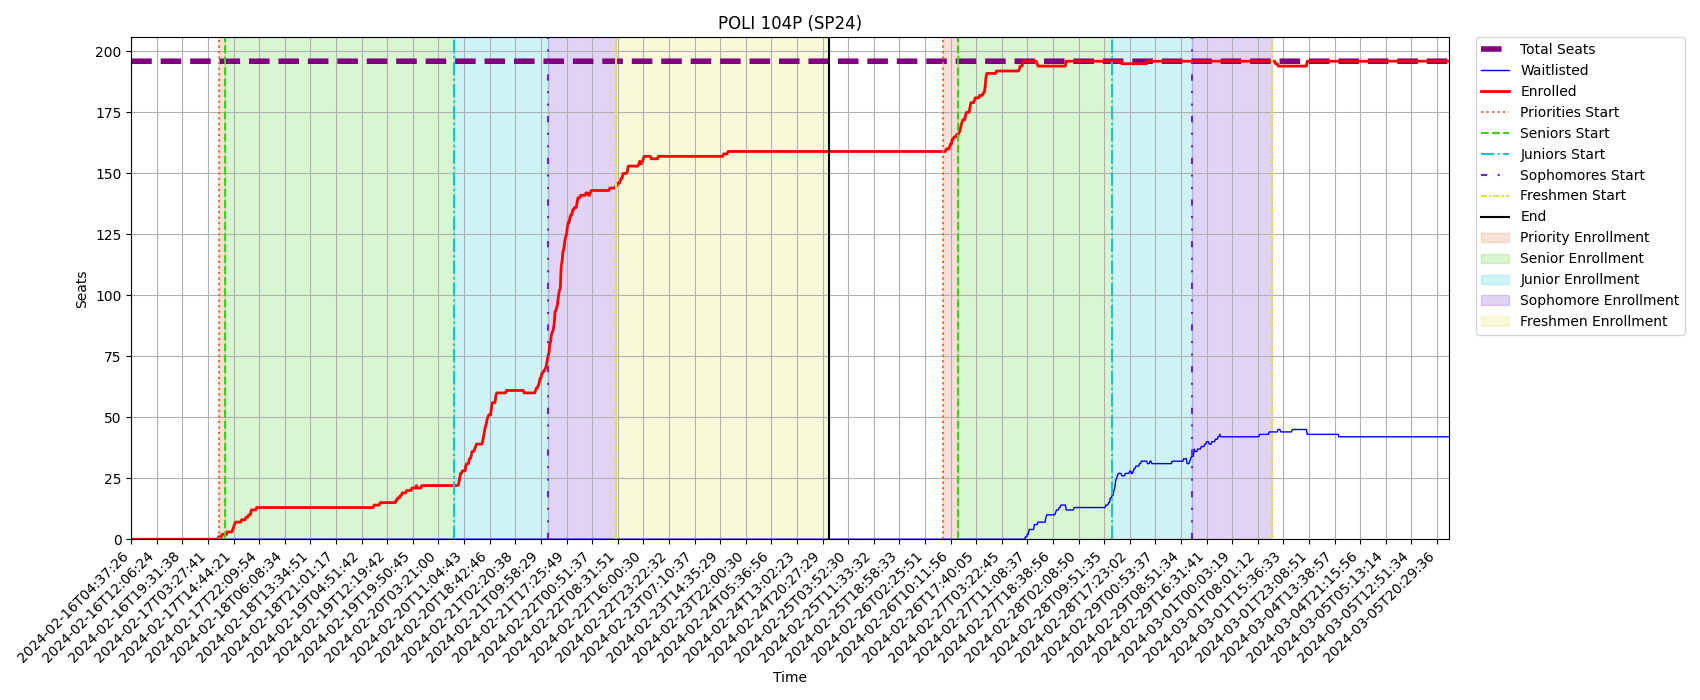 POLI 104P (SP24)
Seats
200
175
150
125
100
75
50
25
0
2024-02-16T04:37:26
2024-02-16T12:06:24
2024-02-16T19:31:38
2024-02-17T03:27:41
2024-02-17T14:44:21
2024-02-17T22:09:54
2024-02-18T06:08:34
2024-02-18T13:34:51
2024-02-18T21:01:17
2024-02-19T04:51:42
2024-02-19T12:19:42
2024-02-19T19:50:45
2024-02-20T03:21:00
2024-02-20T11:04:43
2024-02-20T18:42:46
2024-02-21T02:20:38
2024-02-21T09:58:29
2024-02-21T17:25:49
2024-02-22T00:51:37
2024-02-22T08:31:51
2024-02-22T16:00:30
2024-02-22T23:22:32
2024-02-23T07:10:37
2024-02-23T14:35:29
2024-02-23T22:00:30
2024-02-24T05:36:56
2024-02-24T13:02:23
2024-02-24T20:27:29
2024-02-25T03:52:30
2024-02-25T11:33:32
2024-02-25T18:58:33
2024-02-26T02:25:51
2024-02-26T10:11:56
2024-02-26T17:40:05
2024-02-27T03:22:45
2024-02-27T11:08:37
2024-02-27T18:38:56
2024-02-28T02:08:50
2024-02-28T09:51:35
2024-02-28T17:23:02
2024-02-29T00:53:37
2024-02-29T08:51:34
2024-02-29T16:31:41
2024-03-01T00:03:19
2024-03-01T08:01:12
2024-03-01T15:36:33
2024-03-01T23:08:51
2024-03-04T13:38:57
2024-03-04T21:15:56
2024-03-05T05:13:14
2024-03-05T12:51:34
2024-03-05T20:29:36
Time
Total Seats
Waitlisted
Enrolled
Priorities Start
Seniors Start
Juniors Start
Sophomores Start
Freshmen Start
End
Priority Enrollment
Senior Enrollment
Junior Enrollment
Sophomore Enrollment
Freshmen Enrollment